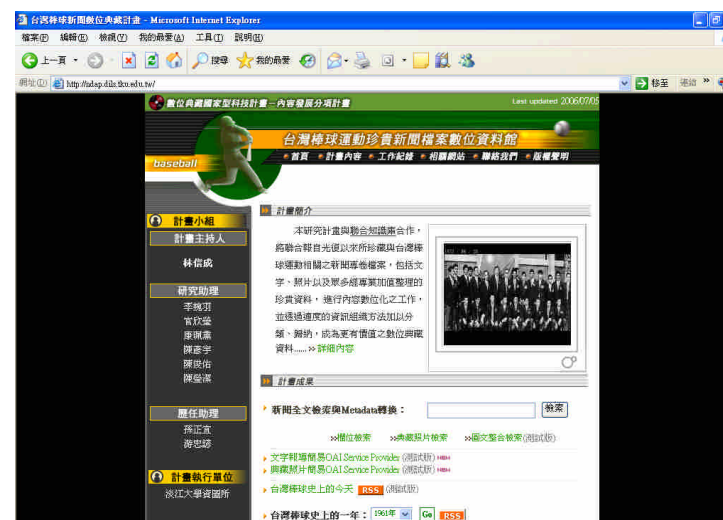 台灣棒球新聞數位典藏計畫 - Microsoft Internet Explorer
檔案(F) 編輯(E) 檢視(V) 我的最愛(A) 工具(T) 說明(H)
上一頁 搜尋 我的最愛
網址(D) http://ndap.dils.tku.edu.tw/ 移至 連結 »
數位典藏國家型科技計畫－內容發展分項計畫 Last updated 2006/07/05
台灣棒球運動珍貴新聞檔案數位資料館
baseball
首頁 計畫內容 工作紀錄 相關網站 聯絡我們 版權聲明
計畫小組
計畫主持人
林信成
研究助理
李琬羽
官欣瑩
康珮熏
陳彥宇
陳俊佑
陳瑩潔
歷任助理
孫正宜
游忠諺
計畫執行單位
淡江大學資圖所
計畫簡介
本研究計畫與聯合知識庫合作，
將聯合報自光復以來所珍藏與台灣棒
球運動相關之新聞專卷檔案，包括文
字、照片以及眾多經專業加值整理的
珍貴資料， 進行內容數位化之工作，
並透過適度的資訊組織方法加以分
類、歸納，成為更有價值之數位典藏
資料...... » 詳細內容
計畫成果
新聞全文檢索與Metadata轉換： 檢索
»欄位檢索 »典藏照片檢索 »圖文整合檢索(測試版)
文字報導簡易OAI Service Provider (測試版) NEW
典藏照片簡易OAI Service Provider (測試版) NEW
台灣棒球史上的今天 RSS (測試版)
台灣棒球史上的一年： 1961年 Go RSS